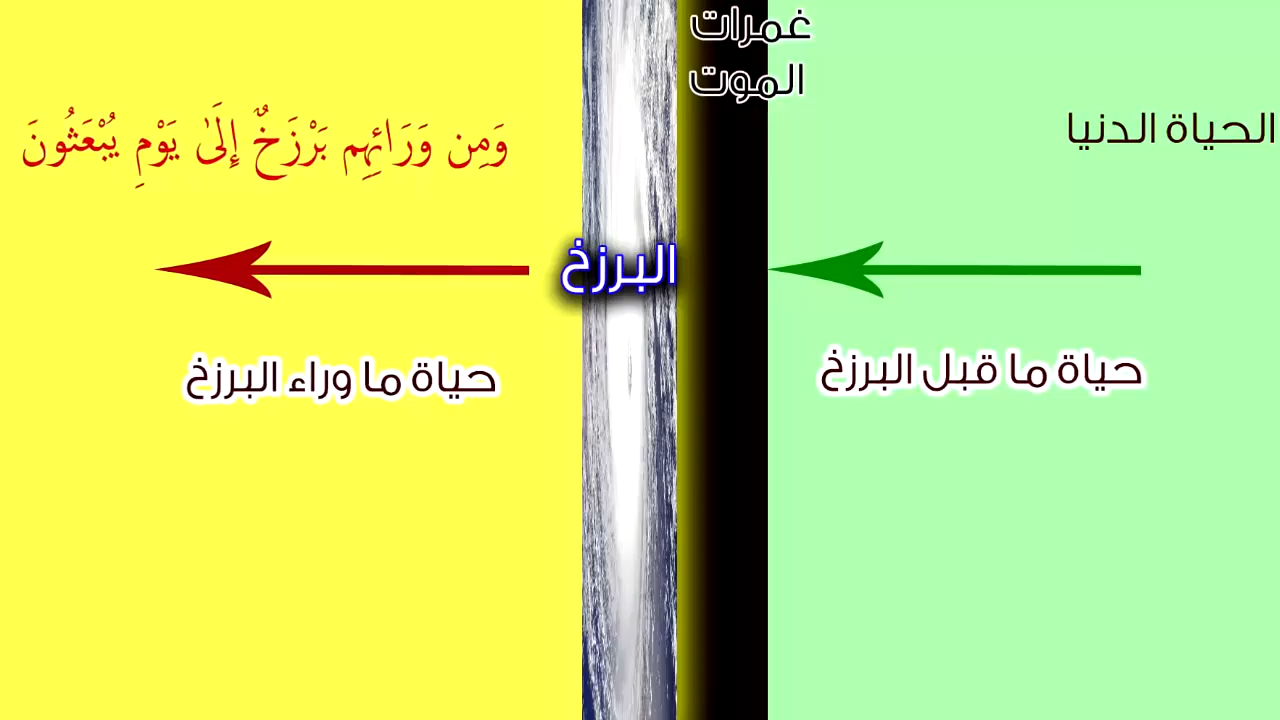 غمرات
الموت
الحياة الدنيا
وَمِن وَرَائِهِم بَرْزَخٌ إِلَىٰ يَوْمِ يُبْعَثُونَ
البرزخ
حياة ما قبل البرزخ
حياة ما وراء البرزخ